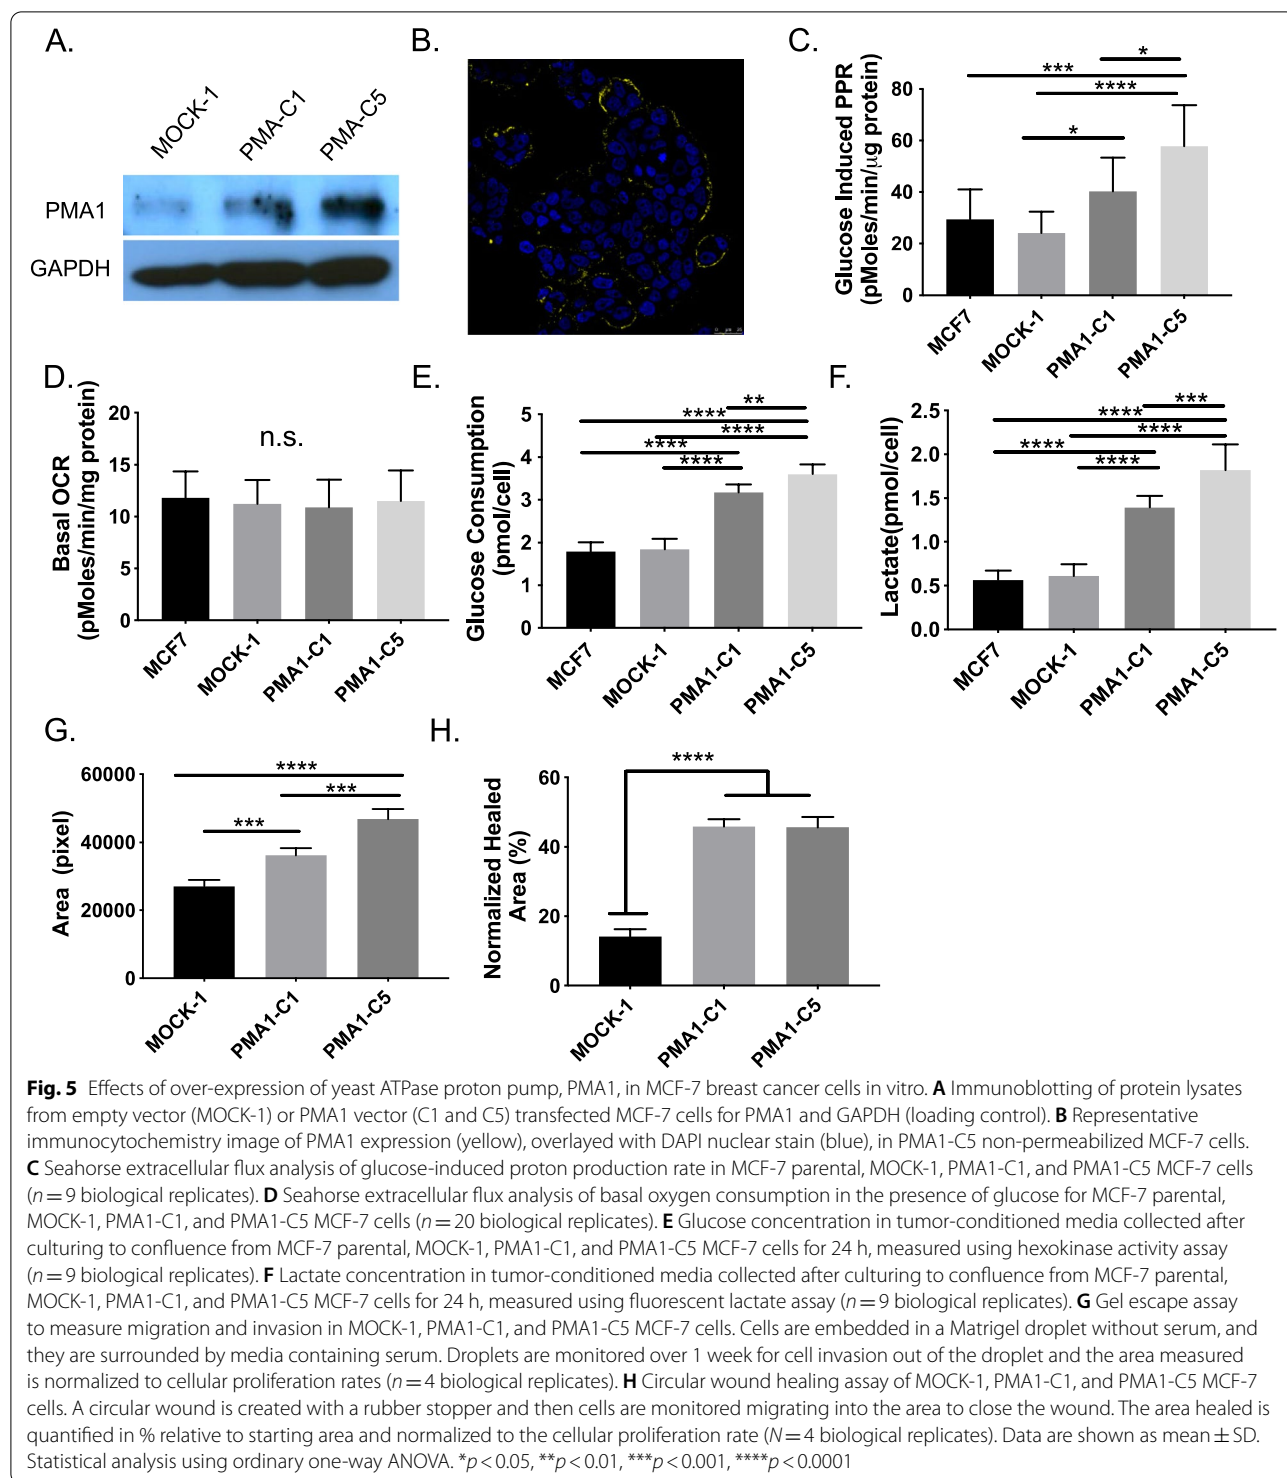 A.
MOCK-1
PMA-C1
PMA-C5
PMA1
GAPDH
B.
C.
Glucose Induced PPR
(pMoles/min/µg protein)
80
60
40
20
0
*
***
****
*
MCF7
MOCK-1
PMA1-C1
PMA1-C5
D.
Basal OCR
(pMoles/min/mg protein)
20
15
10
5
0
n.s.
MCF7
MOCK-1
PMA1-C1
PMA1-C5
E.
Glucose Consumption
(pmol/cell)
5
4
3
2
1
0
**
****
****
****
****
MCF7
MOCK-1
PMA1-C1
PMA1-C5
F.
Lactate(pmol/cell)
2.5
2.0
1.5
1.0
0.5
0.0
***
****
****
****
****
MCF7
MOCK-1
PMA1-C1
PMA1-C5
G.
Area (pixel)
60000
40000
20000
0
****
***
***
MOCK-1
PMA1-C1
PMA1-C5
H.
Normalized Healed
Area (%)
60
40
20
0
****
MOCK-1
PMA1-C1
PMA1-C5
Fig. 5 Effects of over-expression of yeast ATPase proton pump, PMA1, in MCF-7 breast cancer cells in vitro. A Immunoblotting of protein lysates
from empty vector (MOCK-1) or PMA1 vector (C1 and C5) transfected MCF-7 cells for PMA1 and GAPDH (loading control). B Representative
immunocytochemistry image of PMA1 expression (yellow), overlayed with DAPI nuclear stain (blue), in PMA1-C5 non-permeabilized MCF-7 cells.
C Seahorse extracellular flux analysis of glucose-induced proton production rate in MCF-7 parental, MOCK-1, PMA1-C1, and PMA1-C5 MCF-7 cells
(n = 9 biological replicates). D Seahorse extracellular flux analysis of basal oxygen consumption in the presence of glucose for MCF-7 parental,
MOCK-1, PMA1-C1, and PMA1-C5 MCF-7 cells (n = 20 biological replicates). E Glucose concentration in tumor-conditioned media collected after
culturing to confluence from MCF-7 parental, MOCK-1, PMA1-C1, and PMA1-C5 MCF-7 cells for 24 h, measured using hexokinase activity assay
(n = 9 biological replicates). F Lactate concentration in tumor-conditioned media collected after culturing to confluence from MCF-7 parental,
MOCK-1, PMA1-C1, and PMA1-C5 MCF-7 cells for 24 h, measured using fluorescent lactate assay (n = 9 biological replicates). G Gel escape assay
to measure migration and invasion in MOCK-1, PMA1-C1, and PMA1-C5 MCF-7 cells. Cells are embedded in a Matrigel droplet without serum, and
they are surrounded by media containing serum. Droplets are monitored over 1 week for cell invasion out of the droplet and the area measured
is normalized to cellular proliferation rates (n = 4 biological replicates). H Circular wound healing assay of MOCK-1, PMA1-C1, and PMA1-C5 MCF-7
cells. A circular wound is created with a rubber stopper and then cells are monitored migrating into the area to close the wound. The area healed is
quantified in % relative to starting area and normalized to the cellular proliferation rate (N = 4 biological replicates). Data are shown as mean ± SD.
Statistical analysis using ordinary one-way ANOVA. *p < 0.05, **p < 0.01, ***p < 0.001, ****p < 0.0001